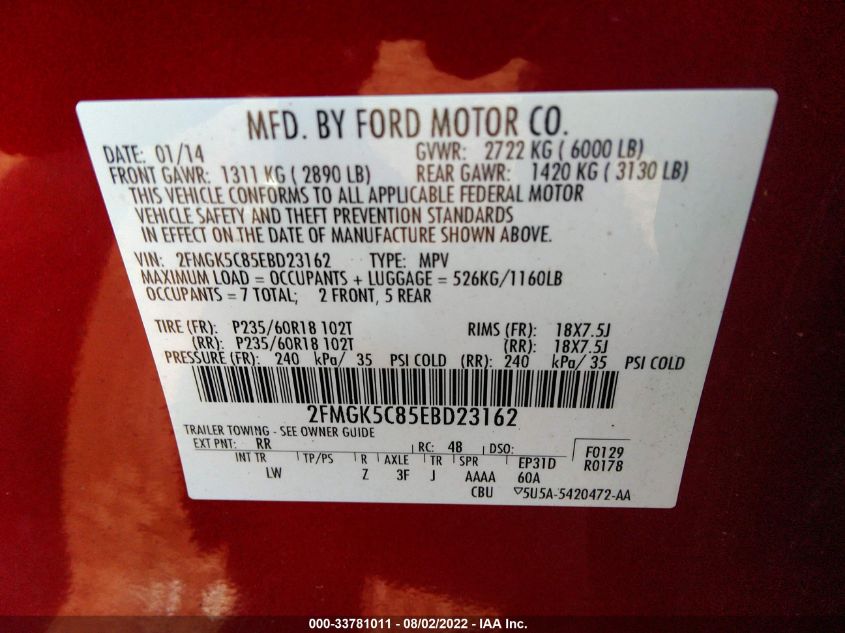 MFD. BY FORD MOTOR CO.
DATE: 01/14 GVWR: 2722 KG ( 6000 LB)
FRONT GAWR: 1311 KG ( 2890 LB) REAR GAWR: 1420 KG ( 3130 LB)
THIS VEHICLE CONFORMS TO ALL APPLICABLE FEDERAL MOTOR
VEHICLE SAFETY AND THEFT PREVENTION STANDARDS
IN EFFECT ON THE DATE OF MANUFACTURE SHOWN ABOVE.
VIN: 2FMGK5C85EBD23162 TYPE: MPV
MAXIMUM LOAD = OCCUPANTS + LUGGAGE = 526KG/1160LB
OCCUPANTS = 7 TOTAL; 2 FRONT, 5 REAR
TIRE (FR): P235/60R18 102T RIMS (FR): 18X7.5J
(RR): P235/60R18 102T (RR): 18X7.5J
PRESSURE (FR): 240 kPa/ 35 PSI COLD (RR): 240 kPa/ 35 PSI COLD
2FMGK5C85EBD23162
TRAILER TOWING - SEE OWNER GUIDE
EXT PNT: RR RC: 48 DSO: F0129
R0178
INT TR TP/PS R AXLE TR SPR EP31D
LW Z 3F J AAAA 60A
CBU ▽5U5A-5420472-AA
000-33781011 - 08/02/2022 - IAA Inc.